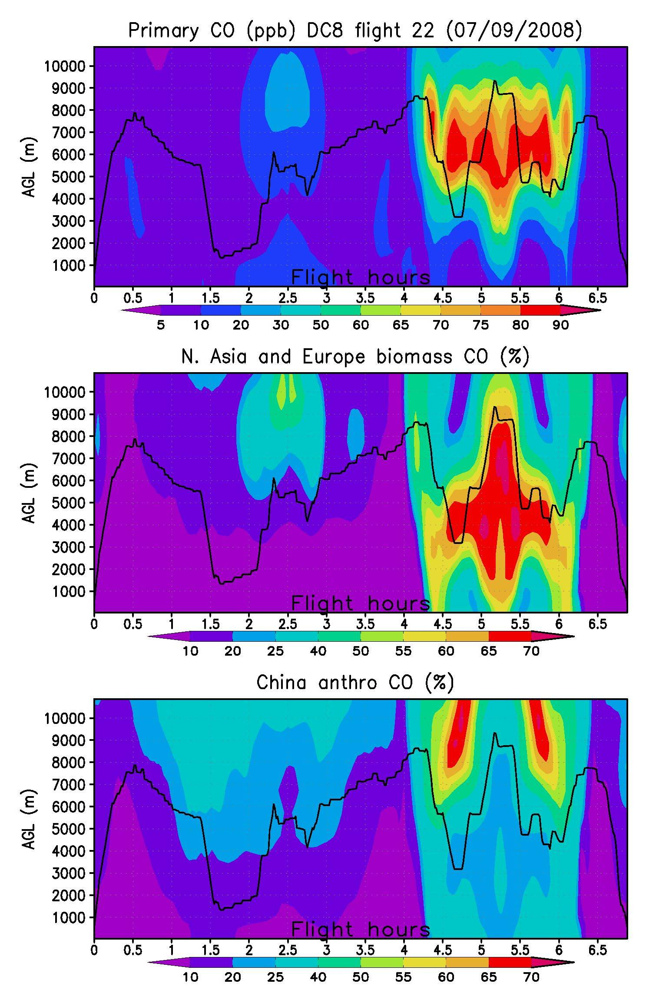 Primary CO (ppb) DC8 flight 22 (07/09/2008)
10000
9000
8000
7000
6000
5000
4000
3000
2000
1000
AGL (m)
Flight hours
0 0.5 1 1.5 2 2.5 3 3.5 4 4.5 5 5.5 6 6.5
5 10 20 30 50 60 65 70 75 80 90
N. Asia and Europe biomass CO (%)
10000
9000
8000
7000
6000
5000
4000
3000
2000
1000
AGL (m)
Flight hours
0 0.5 1 1.5 2 2.5 3 3.5 4 4.5 5 5.5 6 6.5
10 20 25 40 50 55 60 65 70
China anthro CO (%)
10000
9000
8000
7000
6000
5000
4000
3000
2000
1000
AGL (m)
Flight hours
0 0.5 1 1.5 2 2.5 3 3.5 4 4.5 5 5.5 6 6.5
10 20 25 40 50 55 60 65 70